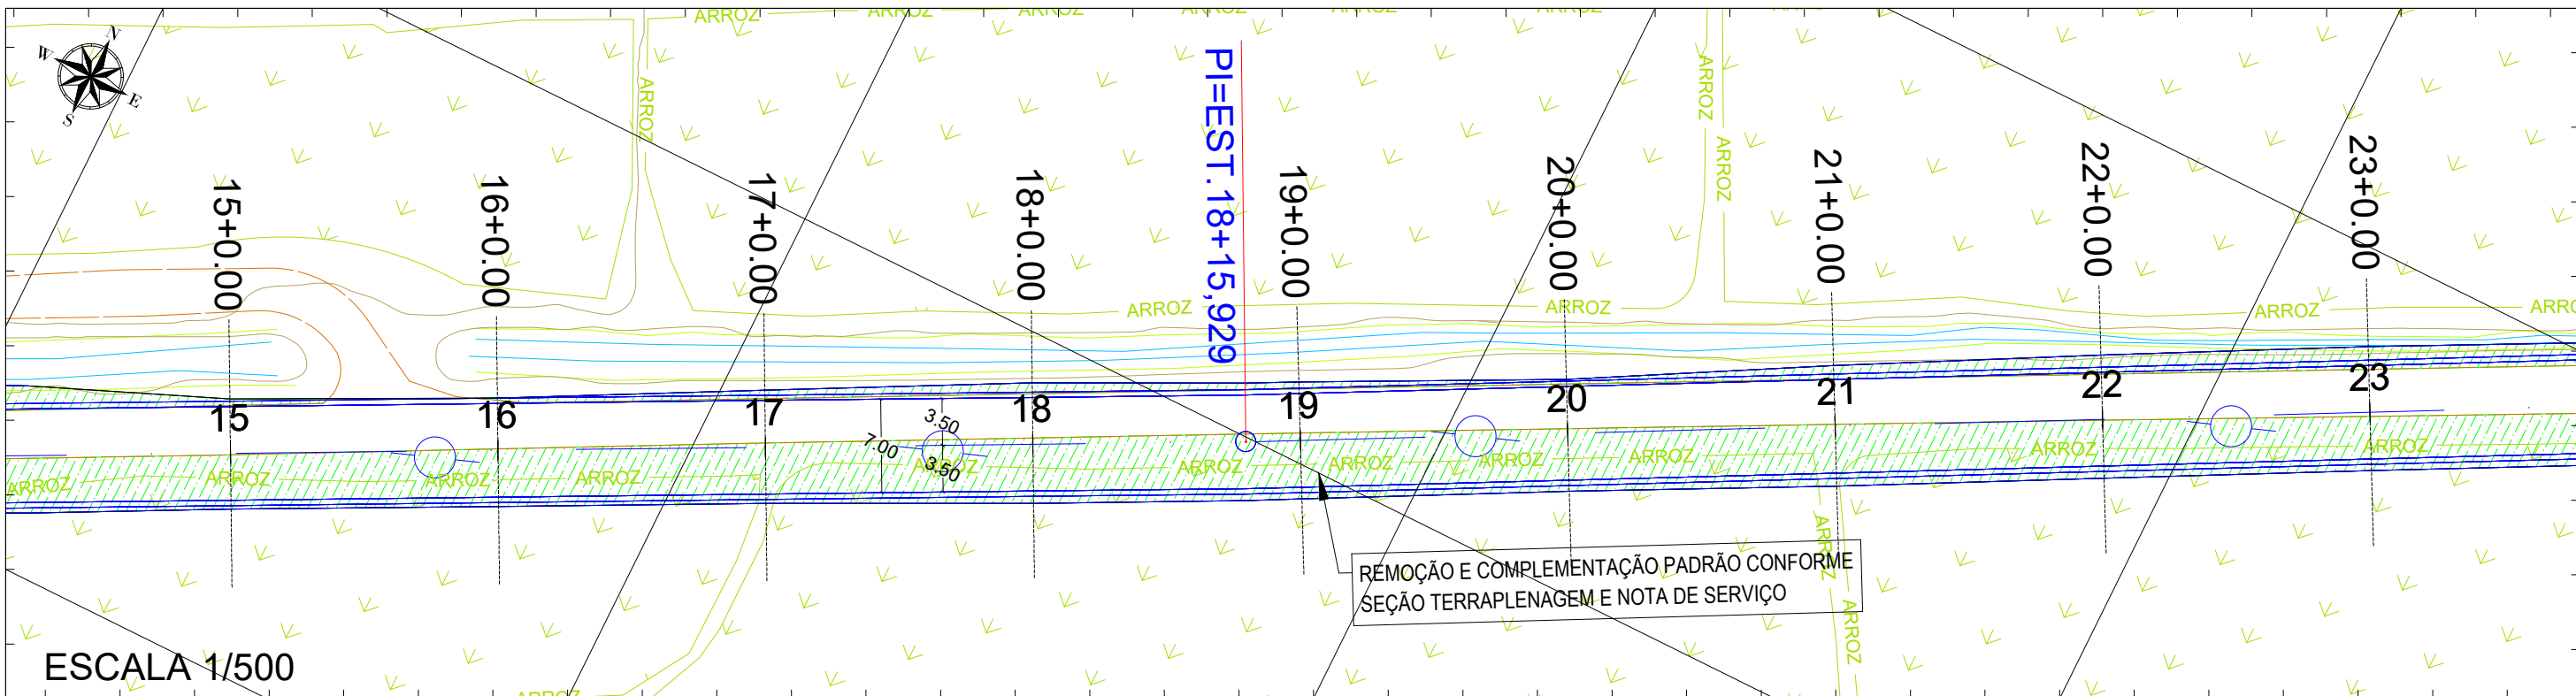 ARROZ
ARROZ
ARROZ
ARROZ
ARROZ
ARROZ
N
W
E
S
ARROZ
ARROZ
ARROZ
PI=EST.18+15,929
15+0.00
16+0.00
17+0.00
18+0.00
19+0.00
20+0.00
21+0.00
22+0.00
23+0.00
ARROZ
ARROZ
ARROZ
ARRO
15
16
17
18
19
20
21
22
23
3.50
7.00
3.50
ARROZ
ARROZ
ARROZ
ARROZ
ARROZ
ARROZ
ARROZ
ARROZ
ARROZ
ARROZ
ARROZ
ARROZ
REMOÇÃO E COMPLEMENTAÇÃO PADRÃO CONFORME
SEÇÃO TERRAPLENAGEM E NOTA DE SERVIÇO
ESCALA 1/500
ARROZ